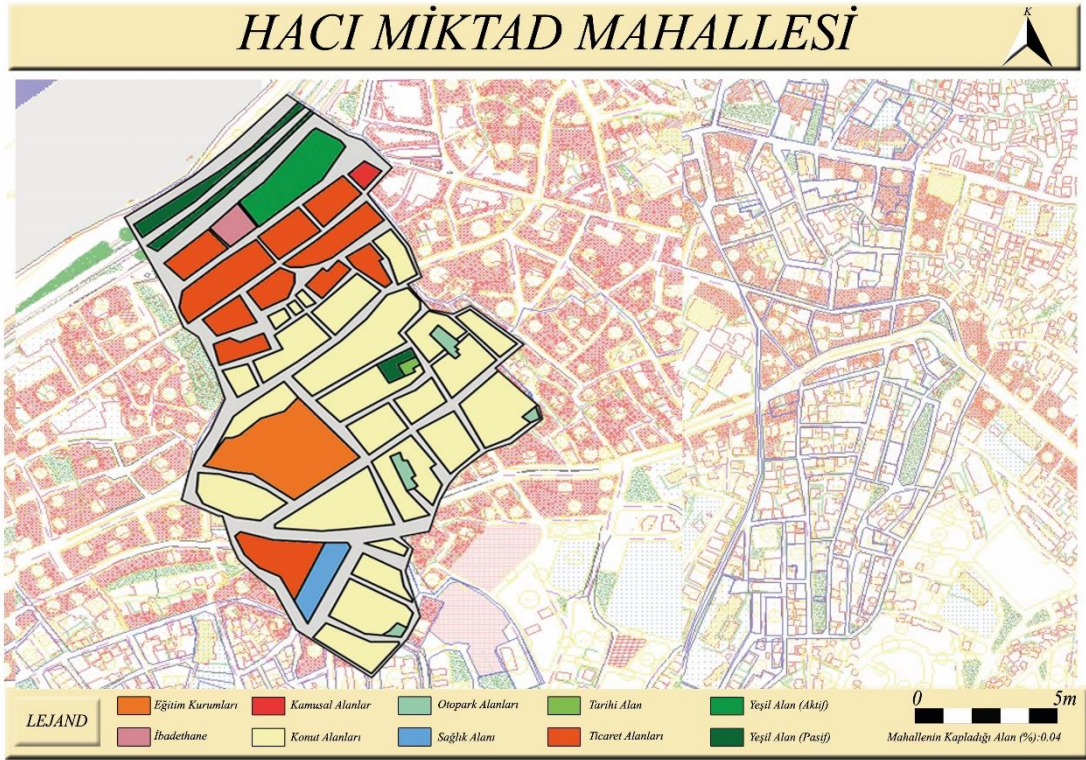 HACI MİKTAD MAHALLESİ
K
LEJAND
Eğitim Kurumları
Kamusal Alanlar
Otopark Alanları
Tarihi Alan
Yeşil Alan (Aktif)
İbadethane
Konut Alanları
Sağlık Alanı
Ticaret Alanları
Yeşil Alan (Pasif)
0 5m
Mahallenin Kapladığı Alan (%):0.04